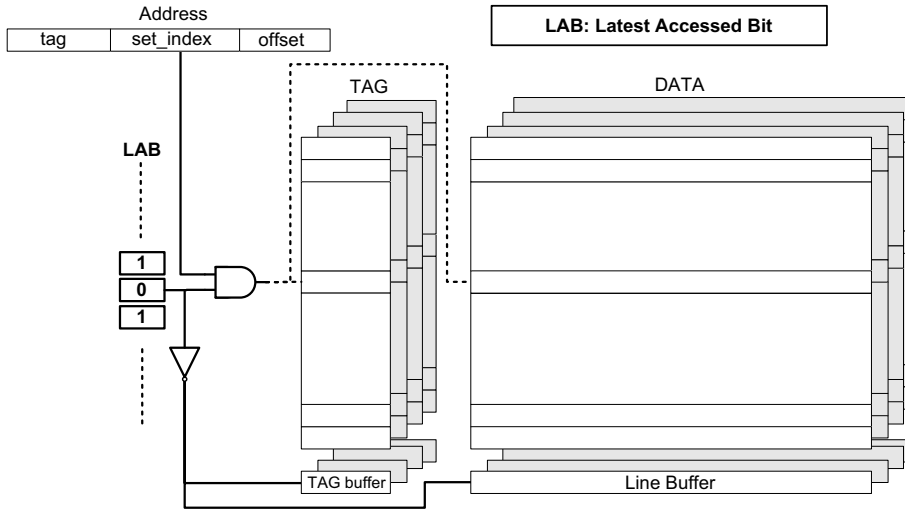 Address
LAB: Latest Accessed Bit
tag set_index offset
TAG
DATA
LAB
1
0
1
TAG buffer
Line Buffer